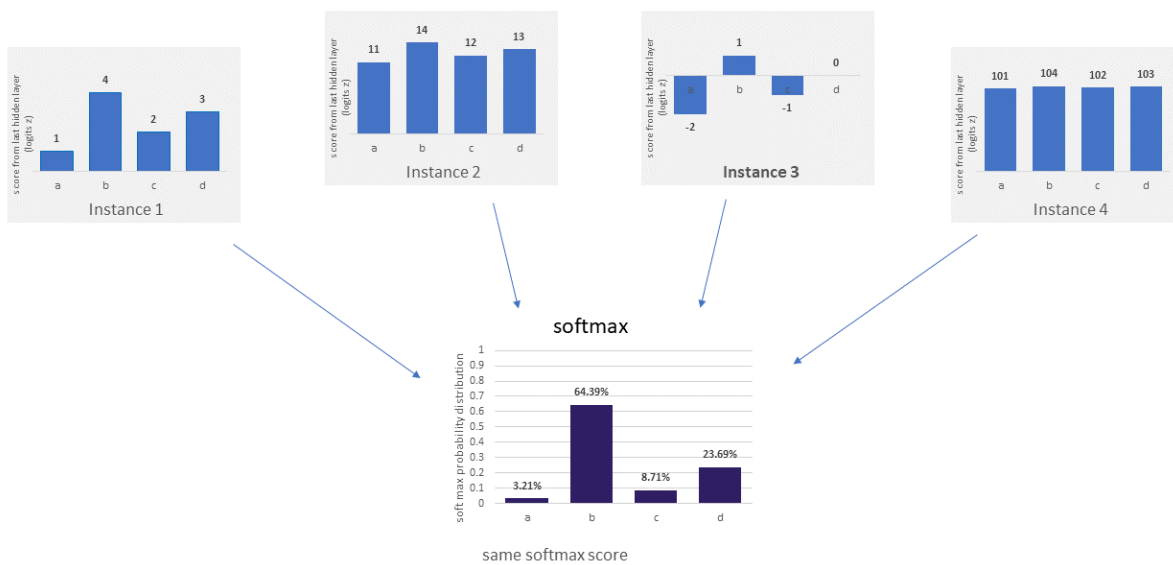 score from last hidden layer
(logits z)
1
4
2
3
a b c d
Instance 1
score from last hidden layer
(logits z)
11
14
12
13
a b c d
Instance 2
score from last hidden layer
(logits z)
1
0
a b c d
-1
-2
Instance 3
score from last hidden layer
(logits z)
101 104 102 103
a b c d
Instance 4
softmax
soft max probability distribution
1
0.9
0.8
0.7
0.6
0.5
0.4
0.3
0.2
0.1
0
3.21%
64.39%
8.71%
23.69%
a b c d
same softmax score